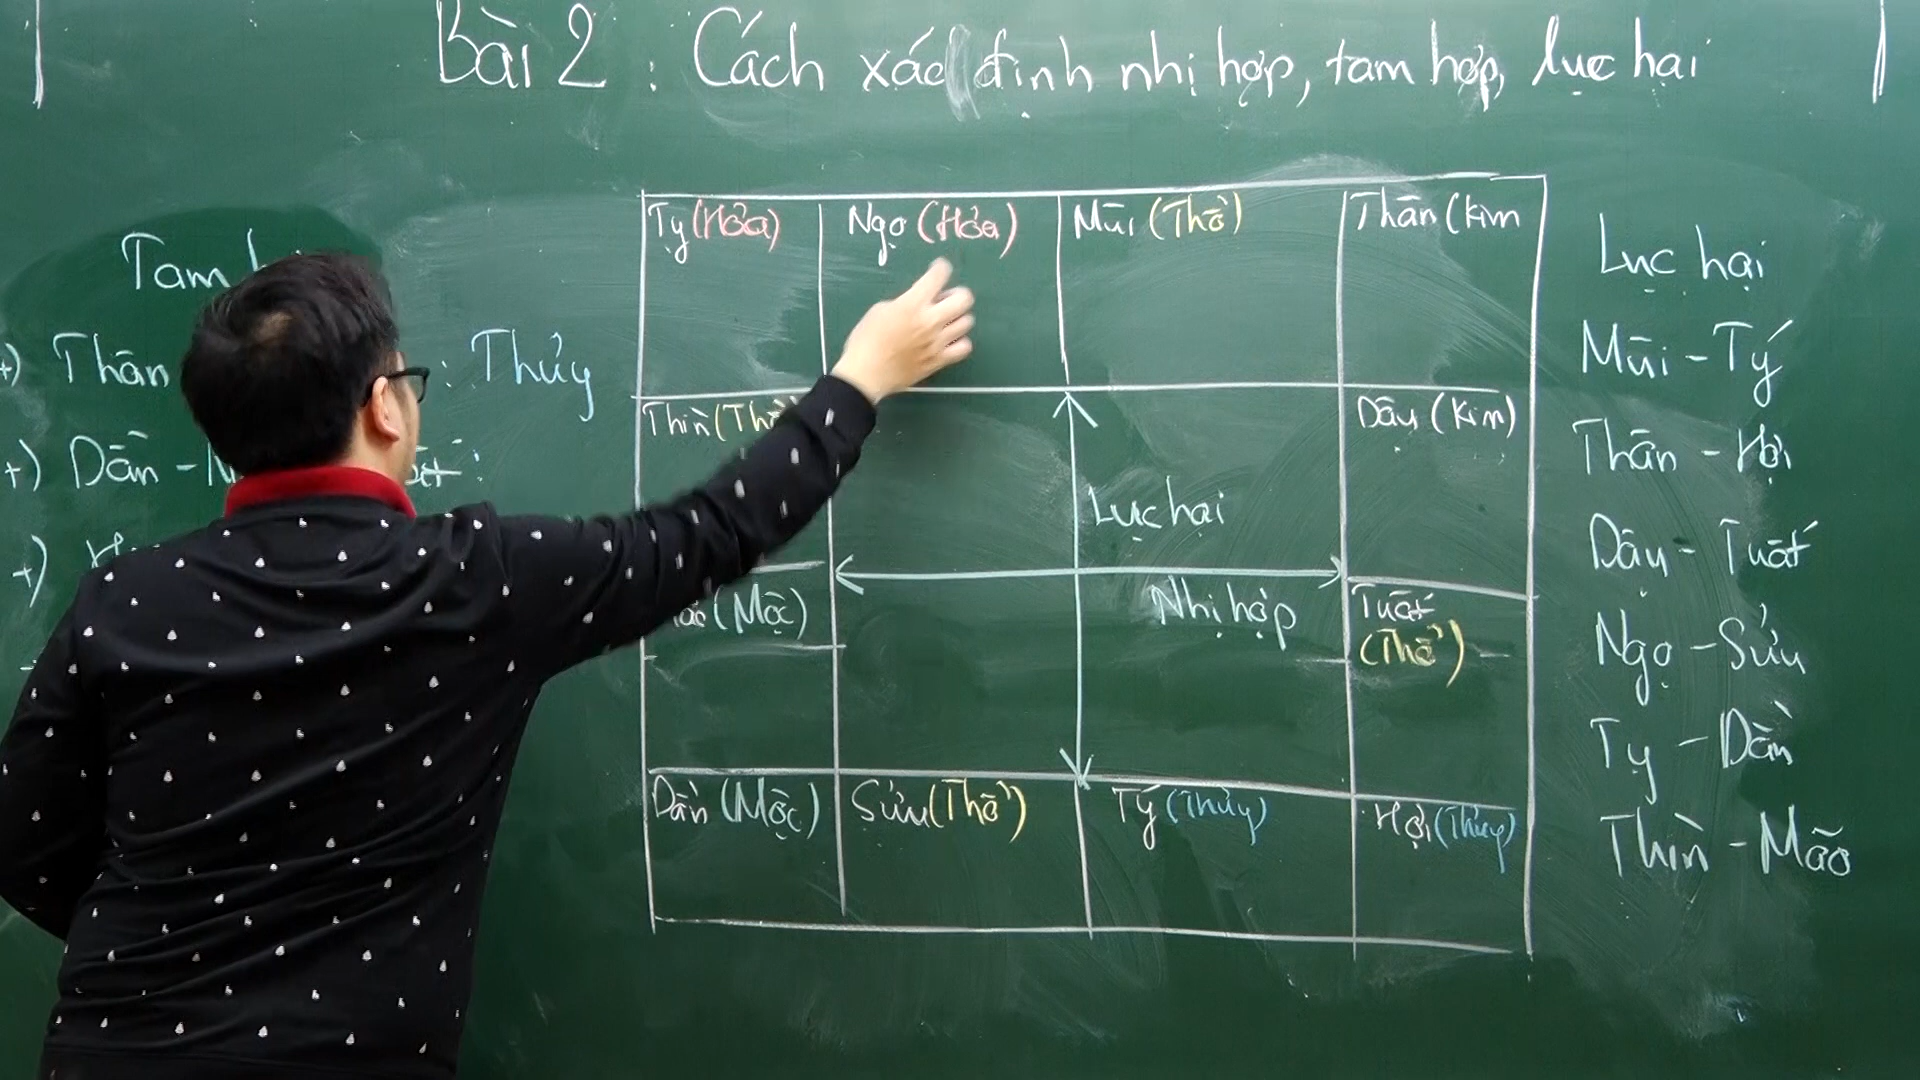 Bài 2 : Cách xác định nhị hợp, tam hợp, lục hại
Tam
+) Thân : Thủy
+) Dần -
+)
Tỵ (Hỏa) Ngọ (Hỏa) Mùi (Thổ) Thân (Kim
Thìn (Thổ Dậu (Kim)
(Mộc) Tuất (Thổ)
Dần (Mộc) Sửu (Thổ) Tý (Thủy) Hợi (Thủy)
Lục hại
Nhị hợp
Lục hại
Mùi - Tý
Thân - Hợi
Dậu - Tuất
Ngọ - Sửu
Tỵ - Dần
Thìn - Mão